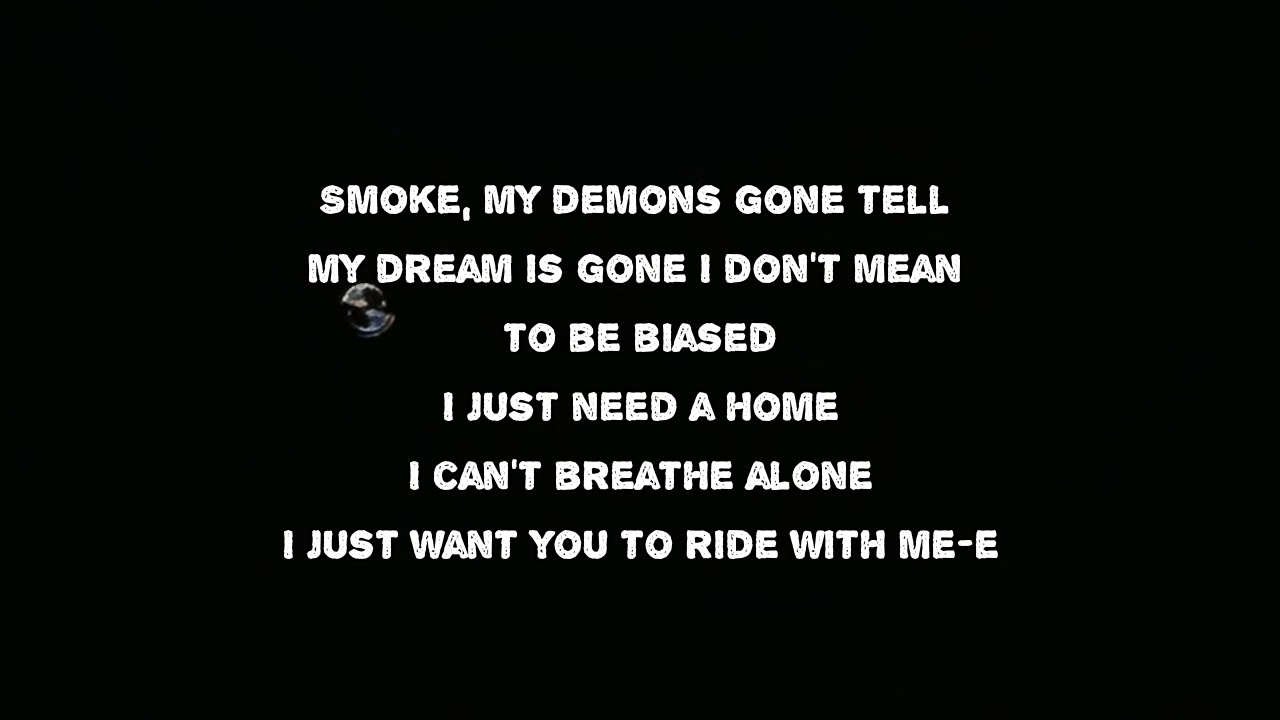 SMOKE, MY DEMONS GONE TELL
MY DREAM IS GONE I DON'T MEAN
TO BE BIASED
I JUST NEED A HOME
I CAN'T BREATHE ALONE
I JUST WANT YOU TO RIDE WITH ME-E